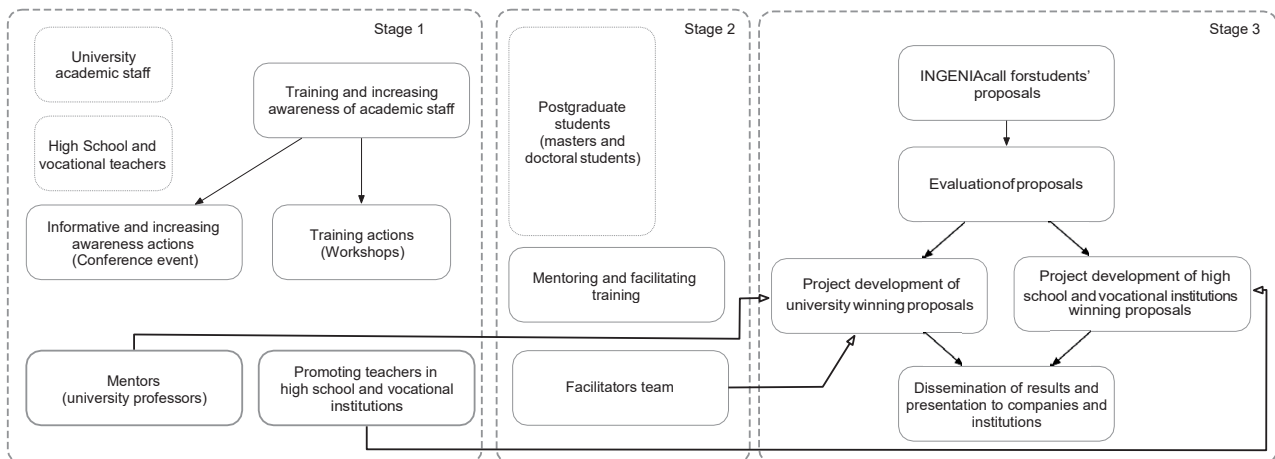 Stage 1
University
academic staff
Training and increasing
awareness of academic staff
High School and
vocational teachers
Informative and increasing
awareness actions
(Conference event)
Training actions
(Workshops)
Mentors
(university professors)
Promoting teachers in
high school and vocational
institutions
Stage 2
Postgraduate
students
(masters and
doctoral students)
Mentoring and facilitating
training
Facilitators team
Stage 3
INGENIAcall forstudents'
proposals
Evaluationof proposals
Project development of
university winning proposals
Project development of high
school and vocational institutions
winning proposals
Dissemination of results and
presentation to companies and
institutions